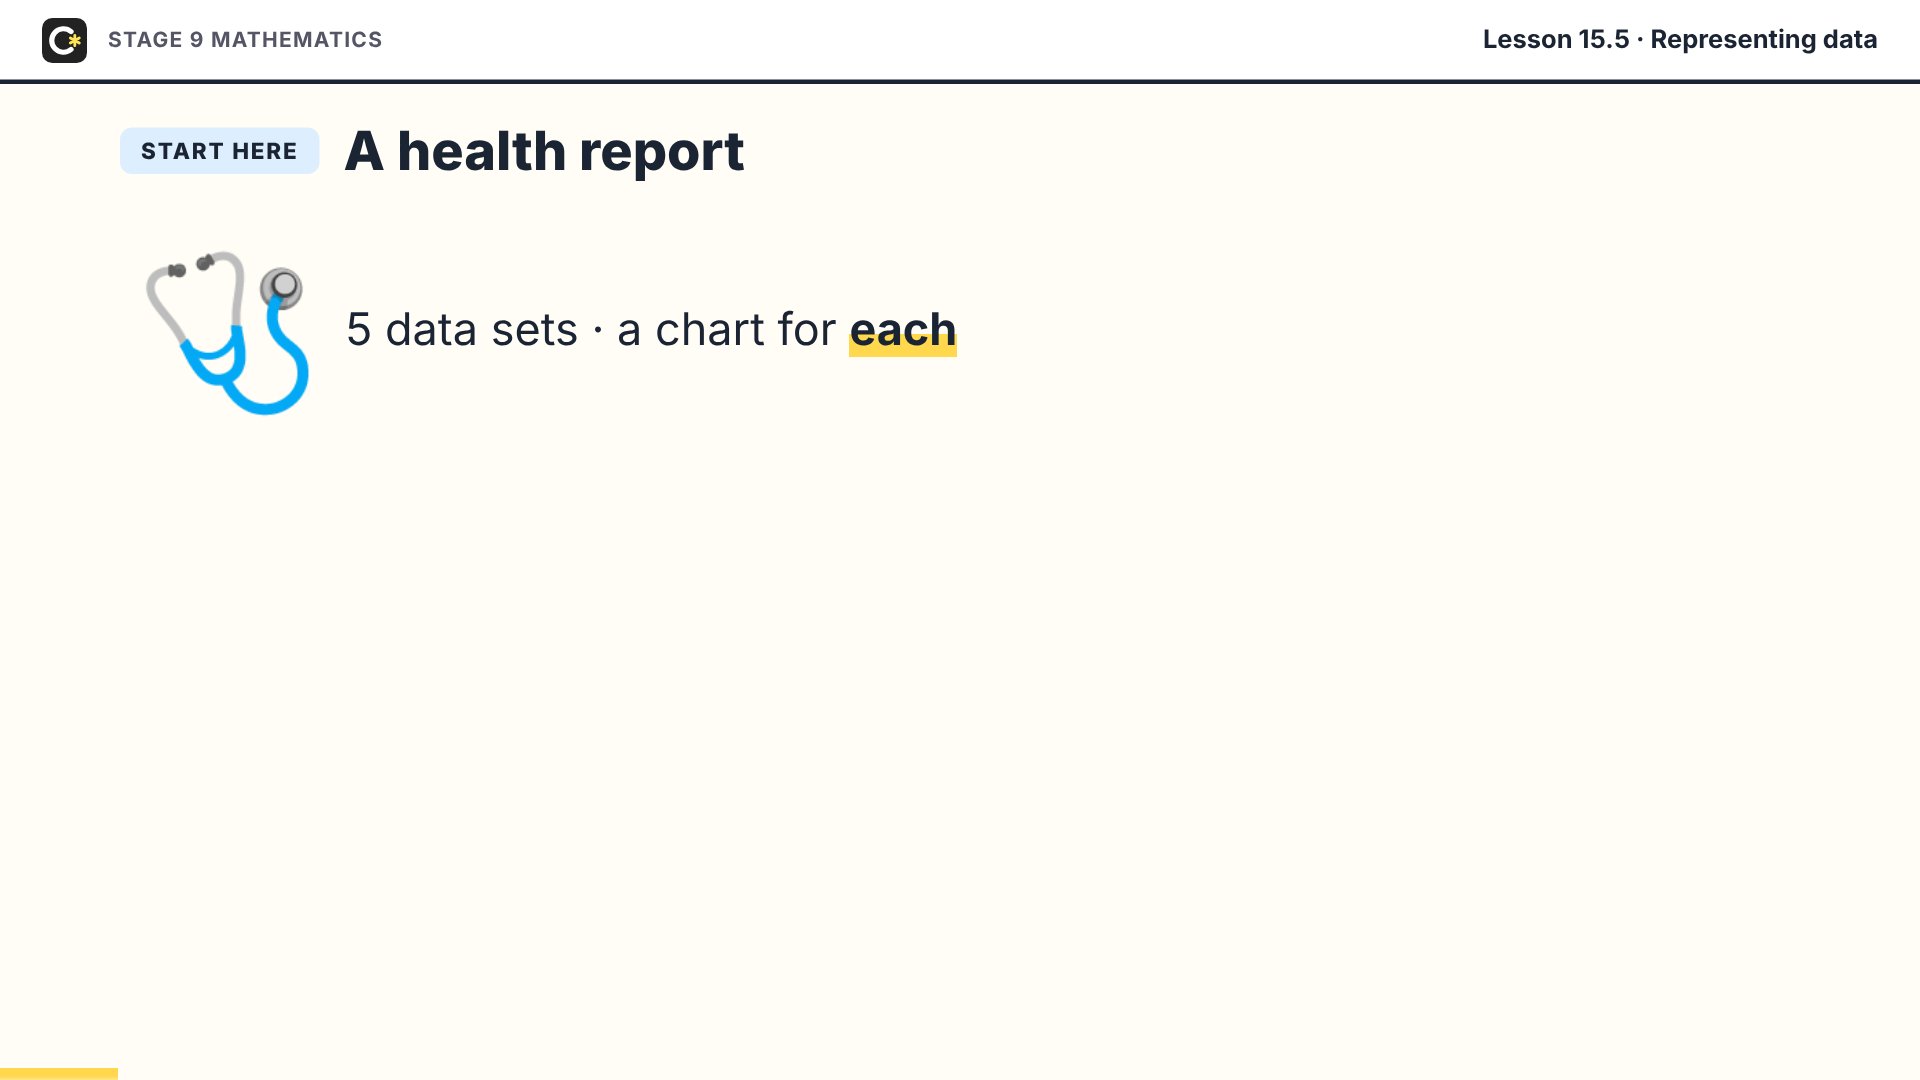 STAGE 9 MATHEMATICS
Lesson 15.5 · Representing data
START HERE
A health report
5 data sets · a chart for each